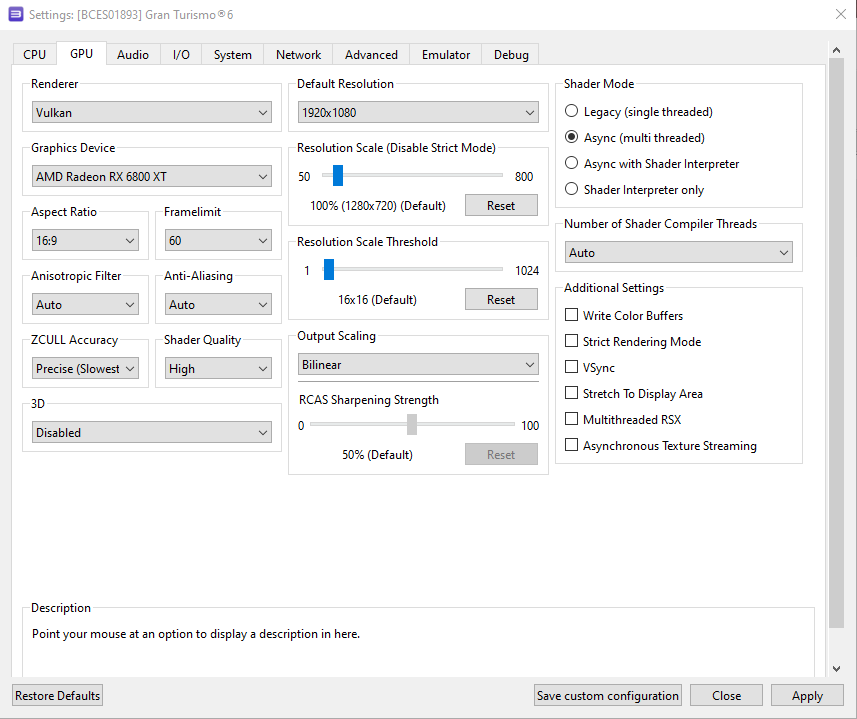 Settings: [BCES01893] Gran Turismo®6
CPU GPU Audio I/O System Network Advanced Emulator Debug
Renderer
Vulkan
Graphics Device
AMD Radeon RX 6800 XT
Aspect Ratio
16:9
Framelimit
60
Anisotropic Filter
Auto
Anti-Aliasing
Auto
ZCULL Accuracy
Precise (Slowest
Shader Quality
High
3D
Disabled
Default Resolution
1920x1080
Resolution Scale (Disable Strict Mode)
50 800
100% (1280x720) (Default) Reset
Resolution Scale Threshold
1 1024
16x16 (Default) Reset
Output Scaling
Bilinear
RCAS Sharpening Strength
0 100
50% (Default) Reset
Shader Mode
Legacy (single threaded)
Async (multi threaded)
Async with Shader Interpreter
Shader Interpreter only
Number of Shader Compiler Threads
Auto
Additional Settings
Write Color Buffers
Strict Rendering Mode
VSync
Stretch To Display Area
Multithreaded RSX
Asynchronous Texture Streaming
Description
Point your mouse at an option to display a description in here.
Restore Defaults Save custom configuration Close Apply